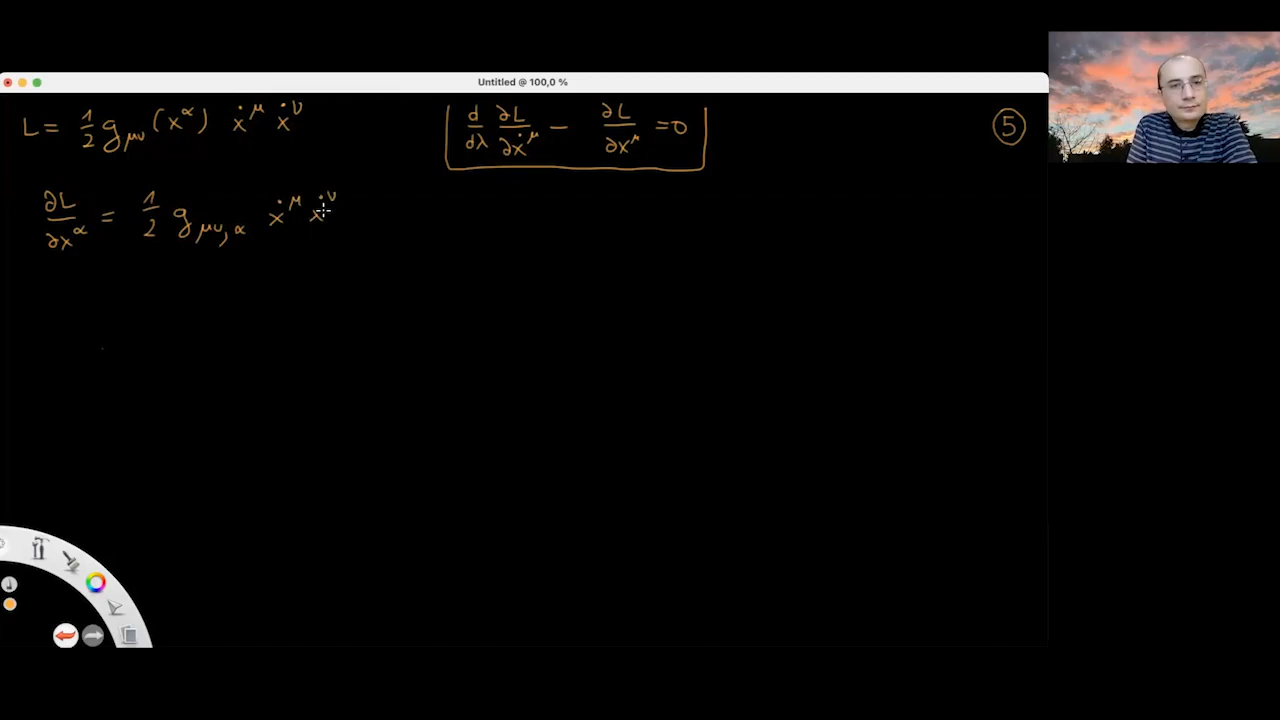 Untitled @ 100,0 %
L = 1/2 g_μν (x^α) ẋ^μ ẋ^ν
d/dλ ∂L/∂ẋ^μ − ∂L/∂x^μ = 0
5
∂L/∂x^α = 1/2 g_μν,α ẋ^μ ẋ^ν